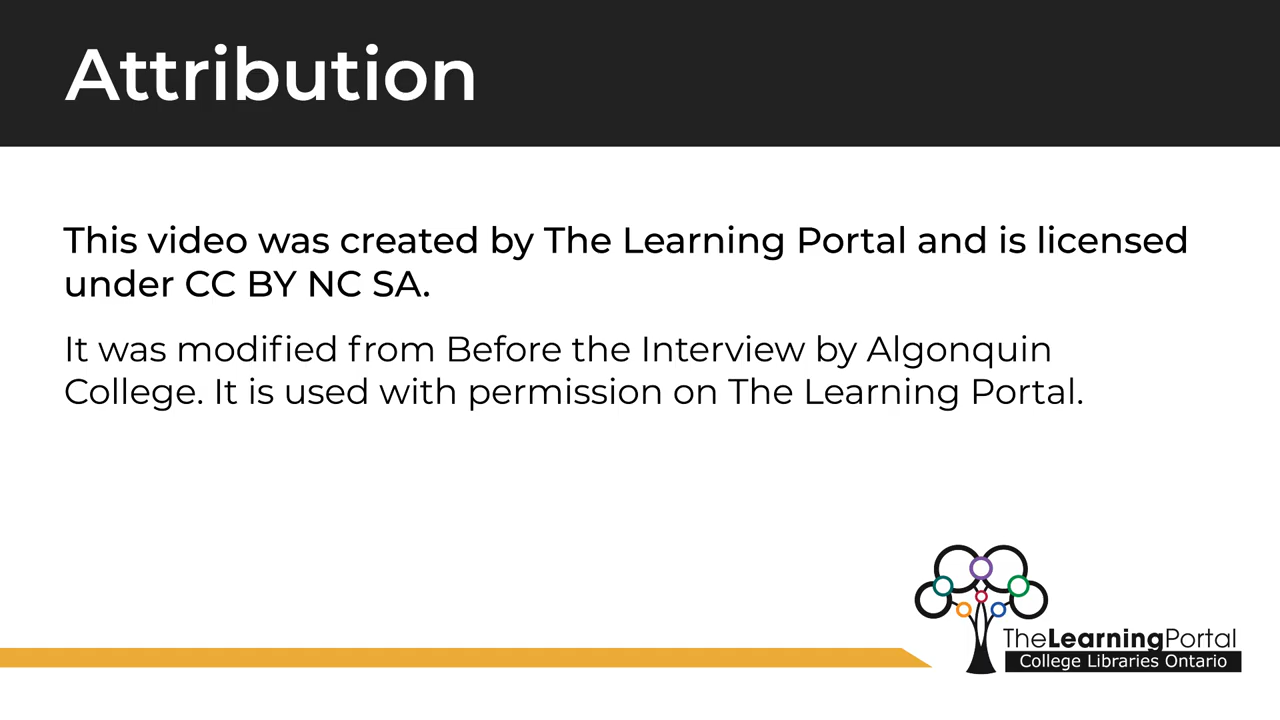 Attribution
This video was created by The Learning Portal and is licensed
under CC BY NC SA.
It was modified from Before the Interview by Algonquin
College. It is used with permission on The Learning Portal.
TheLearningPortal
College Libraries Ontario